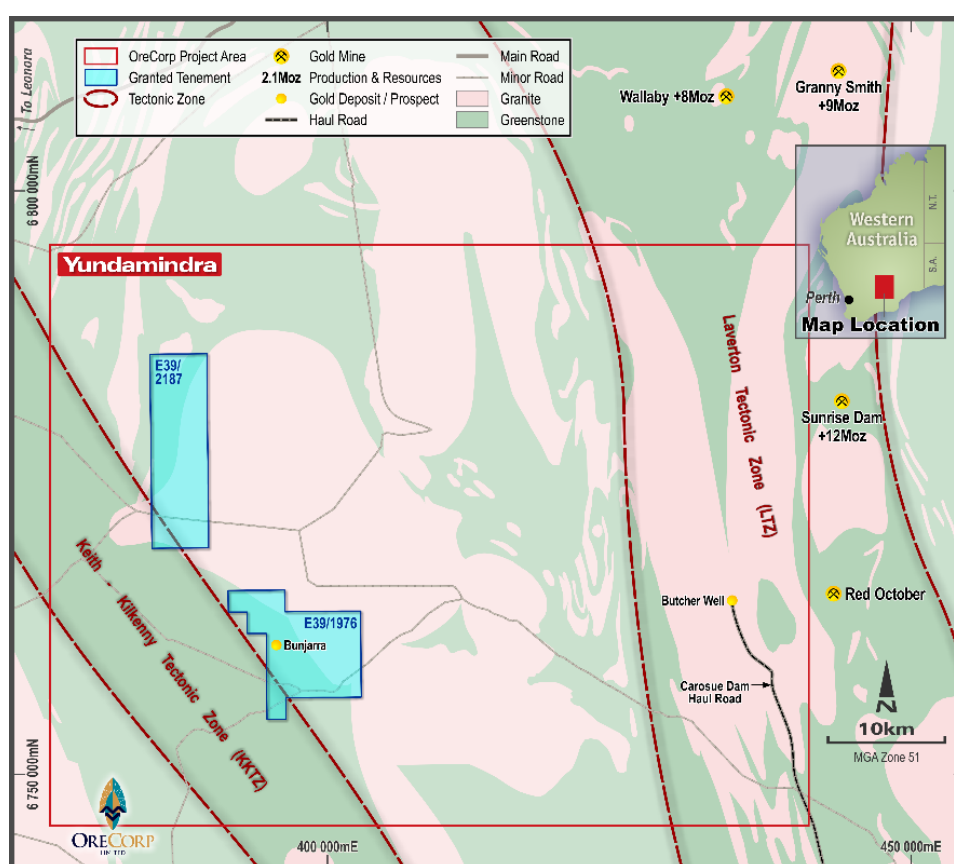 OreCorp Project Area
Granted Tenement
Tectonic Zone
Gold Mine
2.1Moz Production & Resources
Gold Deposit / Prospect
Haul Road
Main Road
Minor Road
Granite
Greenstone
To Leonora
Wallaby +8Moz
Granny Smith
+9Moz
6 800 000mN
Western
Australia
N.T.
S.A.
Perth
Map Location
Yundamindra
E39/
2187
Laverton Tectonic Zone (LTZ)
Sunrise Dam
+12Moz
Keith – Kilkenny Tectonic Zone (KKTZ)
E39/1976
Bunjarra
Butcher Well
Red October
Carosue Dam
Haul Road
N
10km
MGA Zone 51
6 750 000mN
ORECORP
LIMITED
400 000mE
450 000mE